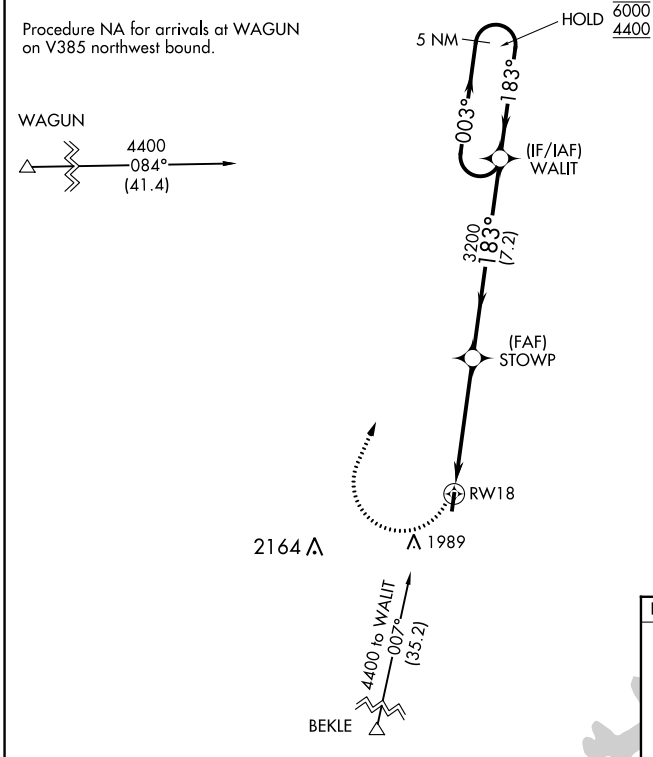 Procedure NA for arrivals at WAGUN
on V385 northwest bound.
HOLD 6000
4400
5 NM
183°
003°
WAGUN
4400
084°
(41.4)
(IF/IAF)
WALIT
3200
183°
(7.2)
(FAF)
STOWP
RW18
2164
1989
4400 to WALIT
007°
(35.2)
BEKLE